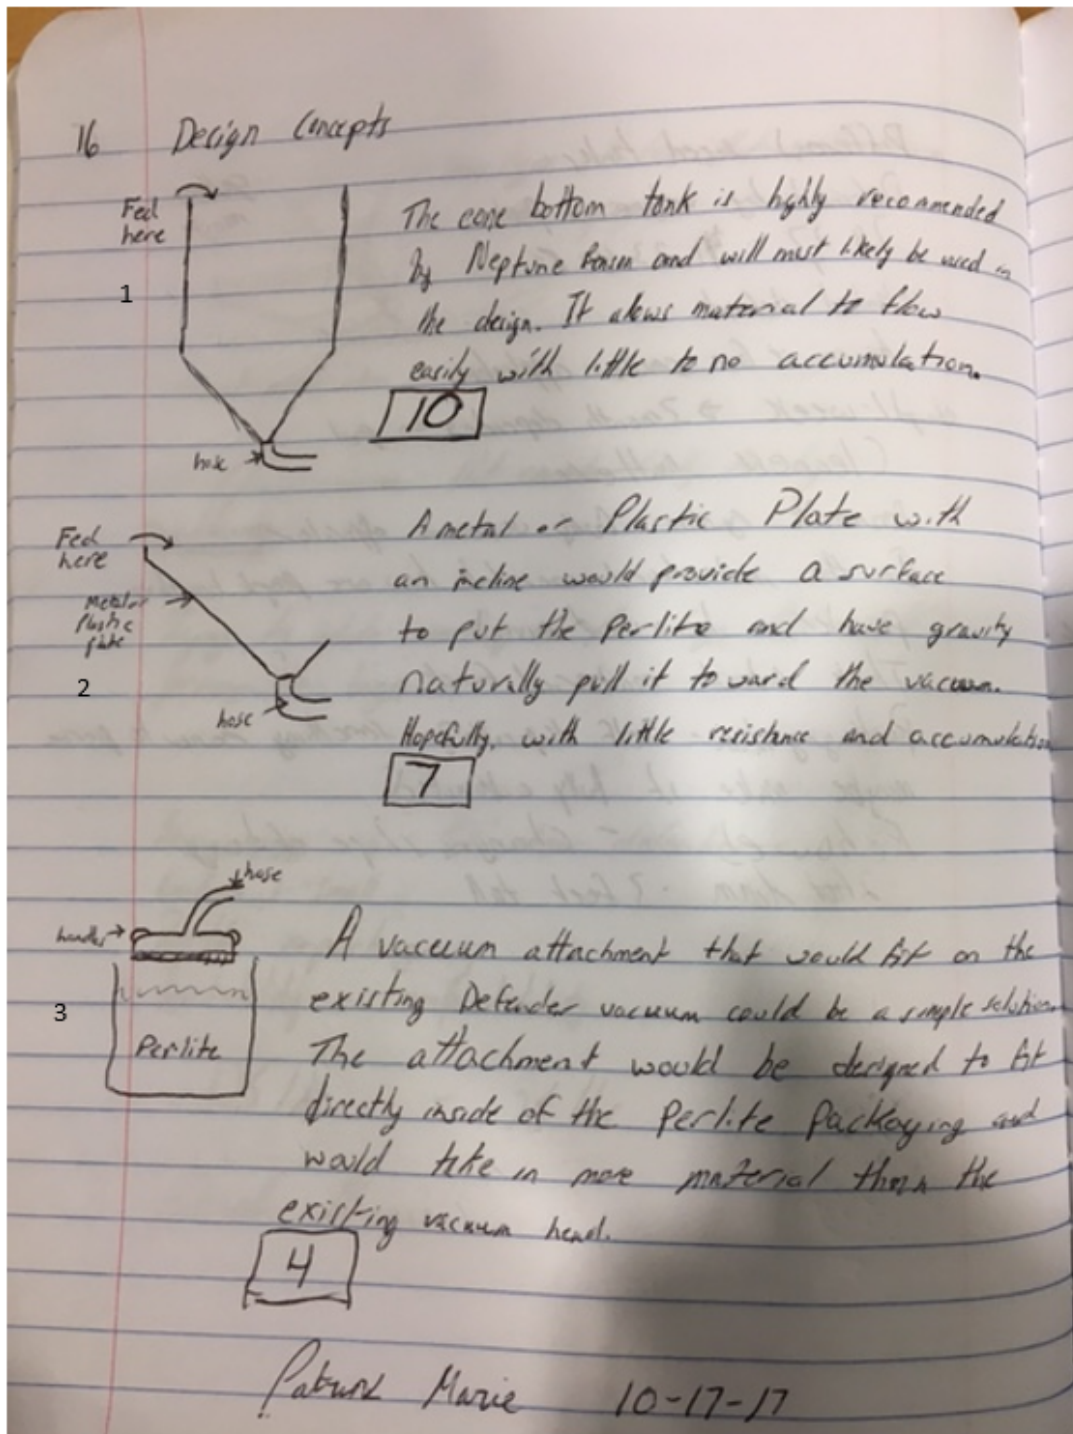 16 Design Concepts
Fed
here
1
hose
The cone bottom tank is highly recommended
by Neptune and will most likely be used in
the design. It alows material to flow
easily with little to no accumulation.
10
Fed
here
Metal or
Plastic
plate
2
hose
A metal or Plastic Plate with
an incline would provide a surface
to put the Perlite and have gravity
naturally pull it toward the vacuum.
Hopefully, with little resistance and accumulation
7
hose
handles
3
Perlite
A vacuum attachment that would fit on the
existing Defender vacuum could be a simple solution.
The attachment would be designed to fit
directly inside of the Perlite Packaging and
would take in more material than the
existing vacuum head.
4
Marie 10-17-17